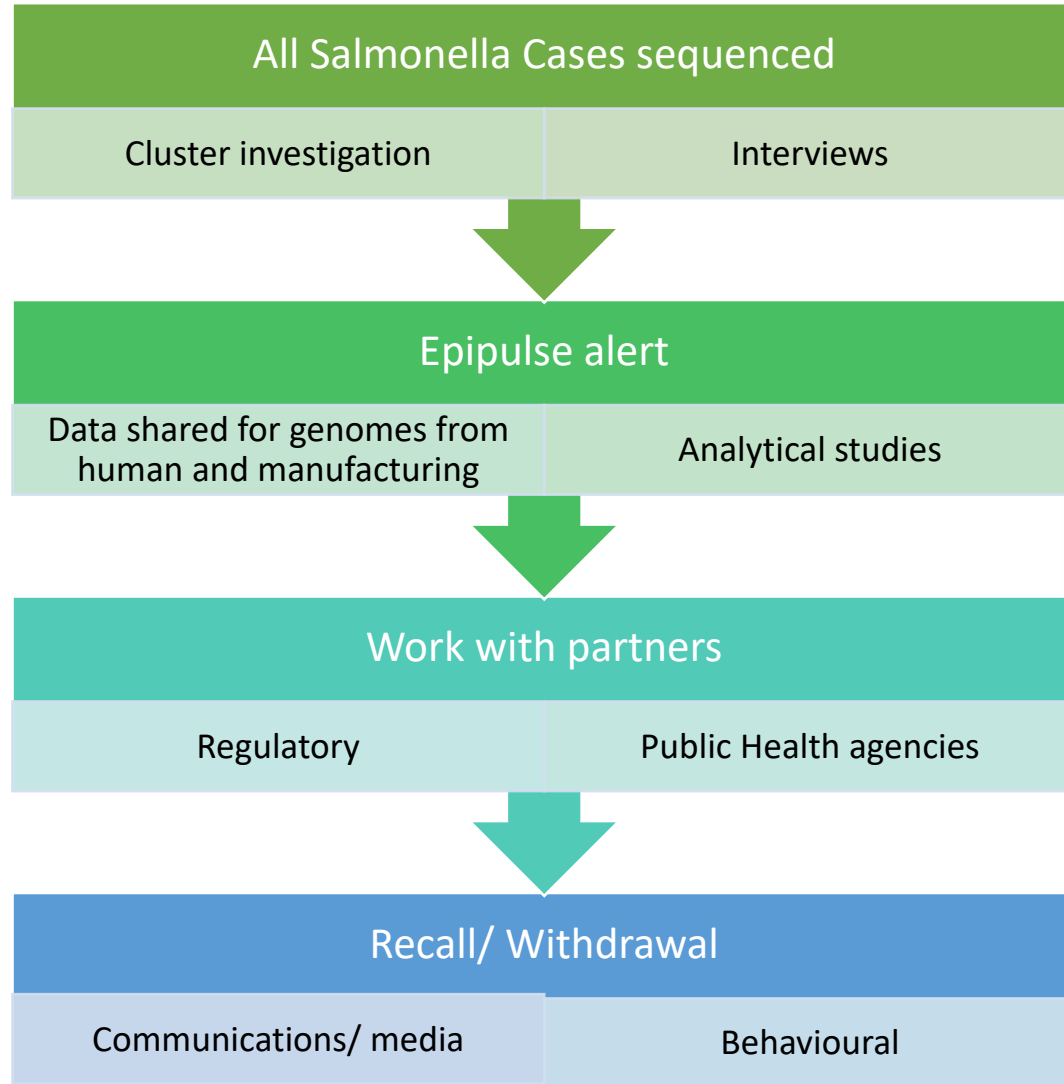 All Salmonella Cases sequenced
Cluster investigation
Interviews
Epipulse alert
Data shared for genomes from
human and manufacturing
Analytical studies
Work with partners
Regulatory
Public Health agencies
Recall/ Withdrawal
Communications/ media
Behavioural